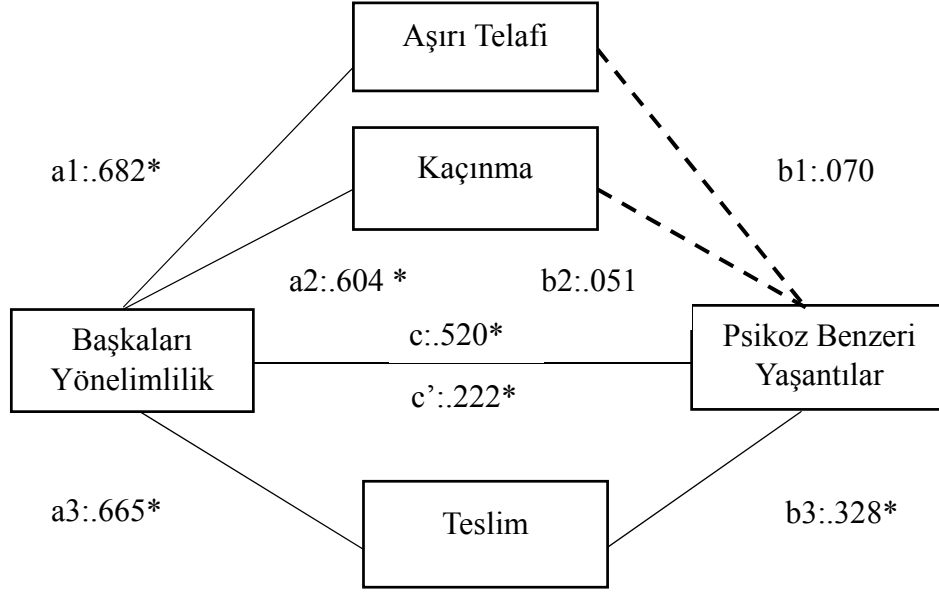 Aşırı Telafi
a1:.682*
Kaçınma
b1:.070
a2:.604 *
b2:.051
Başkaları
Yönelimlilik
c:.520*
c’:.222*
Psikoz Benzeri
Yaşantılar
a3:.665*
Teslim
b3:.328*